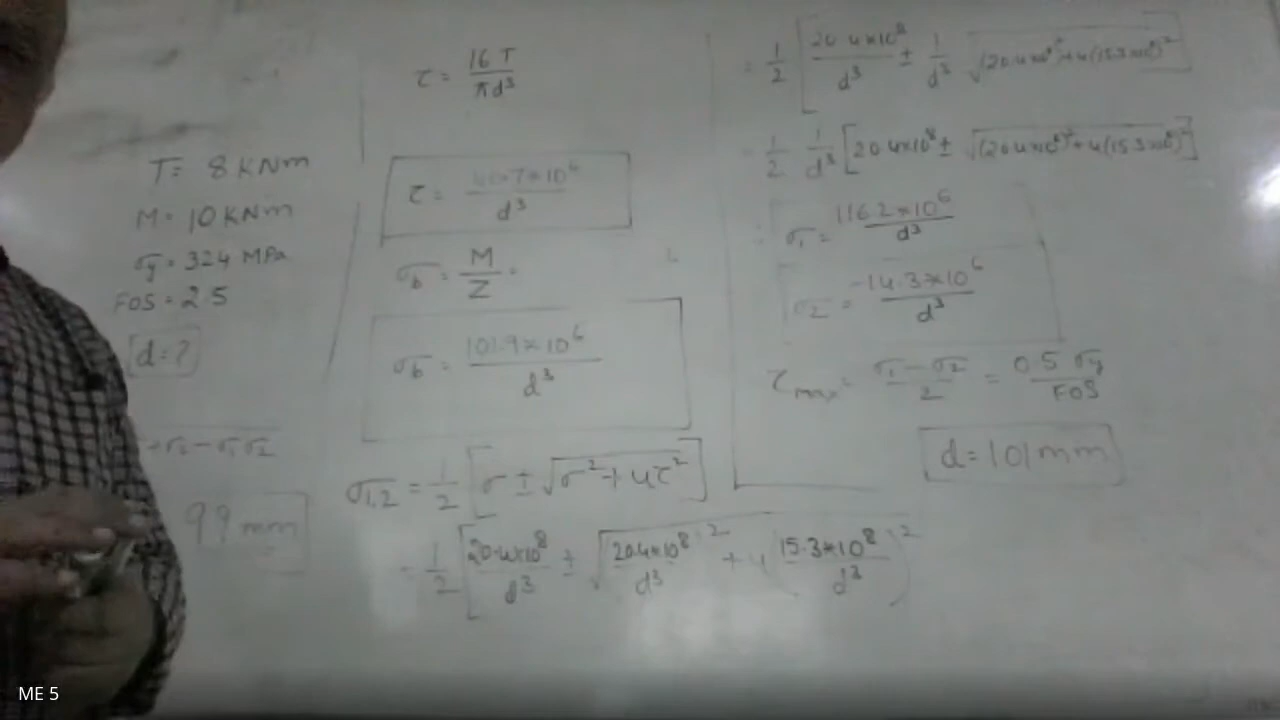 T = 8 KNm
M = 10 KNm
σy = 324 MPa
FOS = 2.5
d = ?
σ2 - σ1σ2
99 mm
τ = 16 T / πd³
τ = 40.7 × 10⁶ / d³
σb = M / Z =
σb = 101.9 × 10⁶ / d³
σ1,2 = 1/2 [σ ± √σ² + 4τ²]
= 1/2 [20.4×10⁸ / d³ ± √(20.4×10⁸ / d³)² + 4(15.3×10⁸ / d³)²
= 1/2 [20.4×10⁸ / d³ ± 1/d³ √(20.4×10⁸)² + 4(15.3×10⁸)²
= 1/2 1/d³ [20.4×10⁸ ± √(20.4×10⁸)² + 4(15.3×10⁸)²]
∴ σ1 = 116.2×10⁶ / d³
σ2 = -14.3×10⁶ / d³
τmax = σ1 - σ2 / 2 = 0.5 σy / FOS
d = 101 mm
ME 5